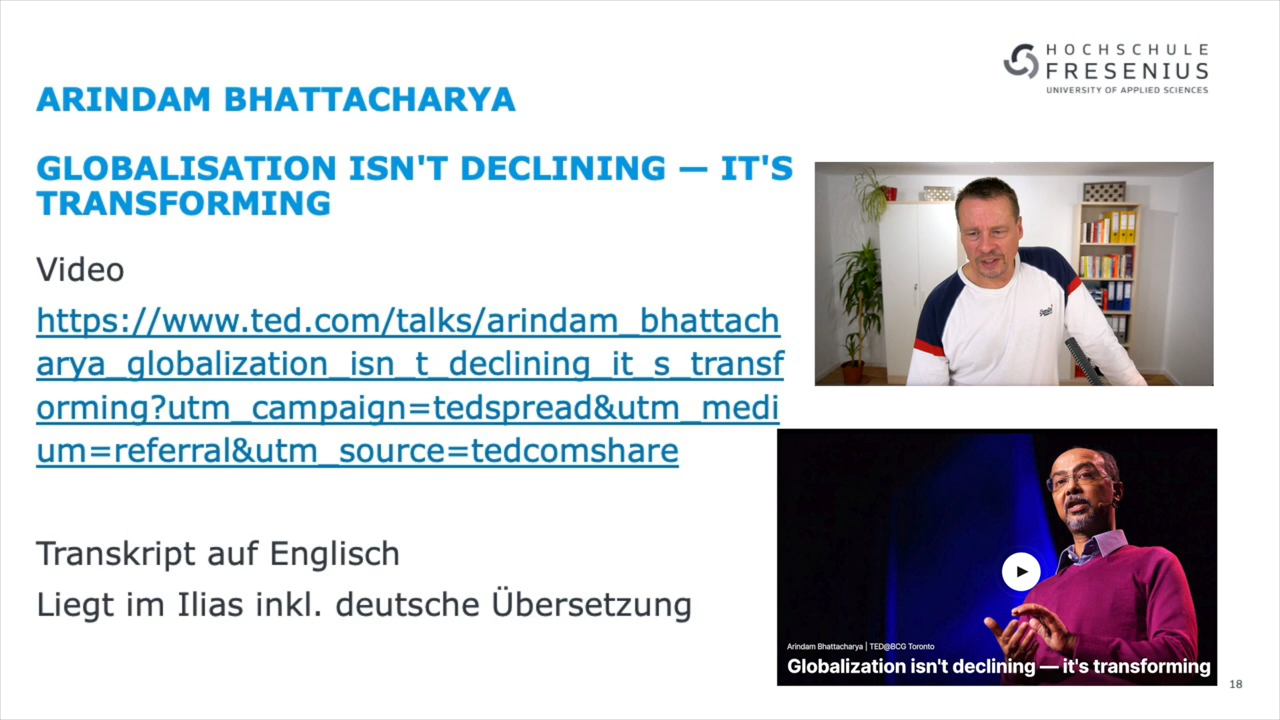 HOCHSCHULE
FRESENIUS
UNIVERSITY OF APPLIED SCIENCES
ARINDAM BHATTACHARYA
GLOBALISATION ISN'T DECLINING — IT'S
TRANSFORMING
Video
https://www.ted.com/talks/arindam_bhattach
arya_globalization_isn_t_declining_it_s_transf
orming?utm_campaign=tedspread&utm_medi
um=referral&utm_source=tedcomshare
Transkript auf Englisch
Liegt im Ilias inkl. deutsche Übersetzung
Arindam Bhattacharya | TED@BCG Toronto
Globalization isn't declining — it's transforming
18